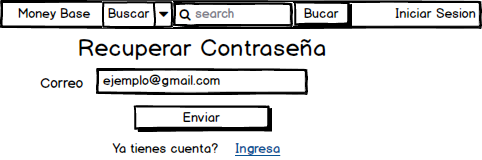 Money Base Buscar search Bucar Iniciar Sesion
Recuperar Contraseña
Correo ejemplo@gmail.com
Enviar
Ya tienes cuenta? Ingresa